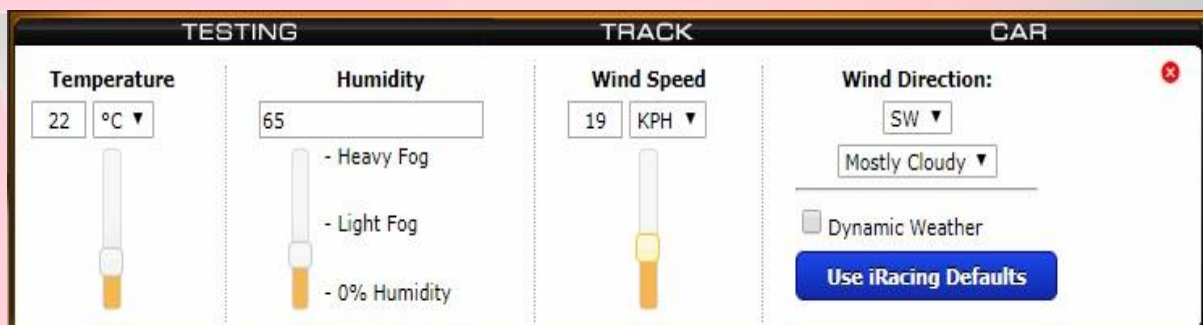 TESTING TRACK CAR
Temperature Humidity Wind Speed Wind Direction:
22 °C 65 19 KPH SW
- Heavy Fog Mostly Cloudy
- Light Fog Dynamic Weather
- 0% Humidity Use iRacing Defaults